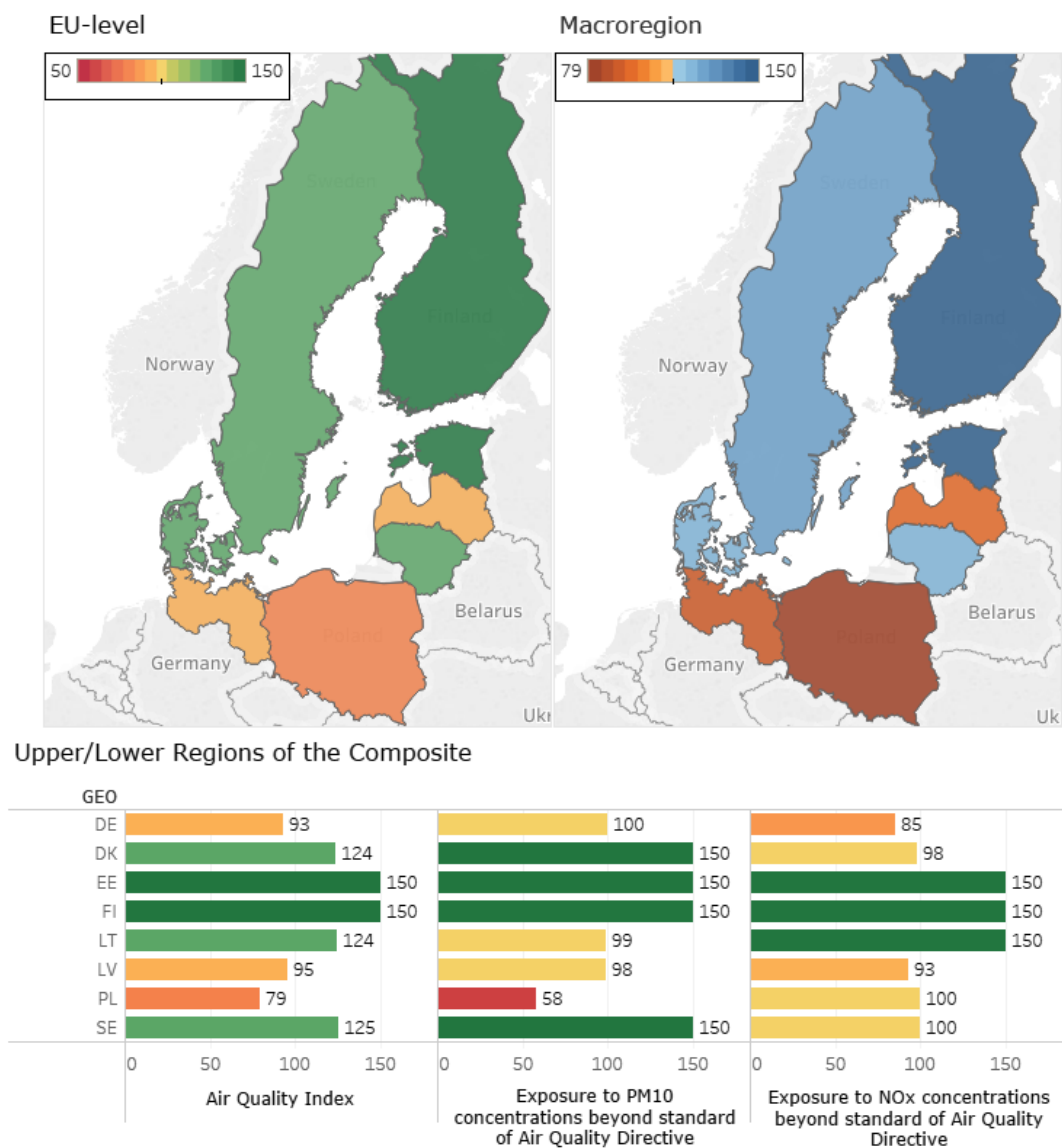 EU-level
Macroregion
50
150
79
150
Sweden
Finland
Norway
Belarus
Poland
Germany
Ukr
Sweden
Finland
Norway
Belarus
Poland
Germany
Uk
Upper/Lower Regions of the Composite
GEO
DE 93 100 85
DK 124 150 98
EE 150 150 150
FI 150 150 150
LT 124 99 150
LV 95 98 93
PL 79 58 100
SE 125 150 100
0 50 100 150 0 50 100 150 0 50 100 150
Air Quality Index
Exposure to PM10
concentrations beyond standard
of Air Quality Directive
Exposure to NOx concentrations
beyond standard of Air Quality
Directive